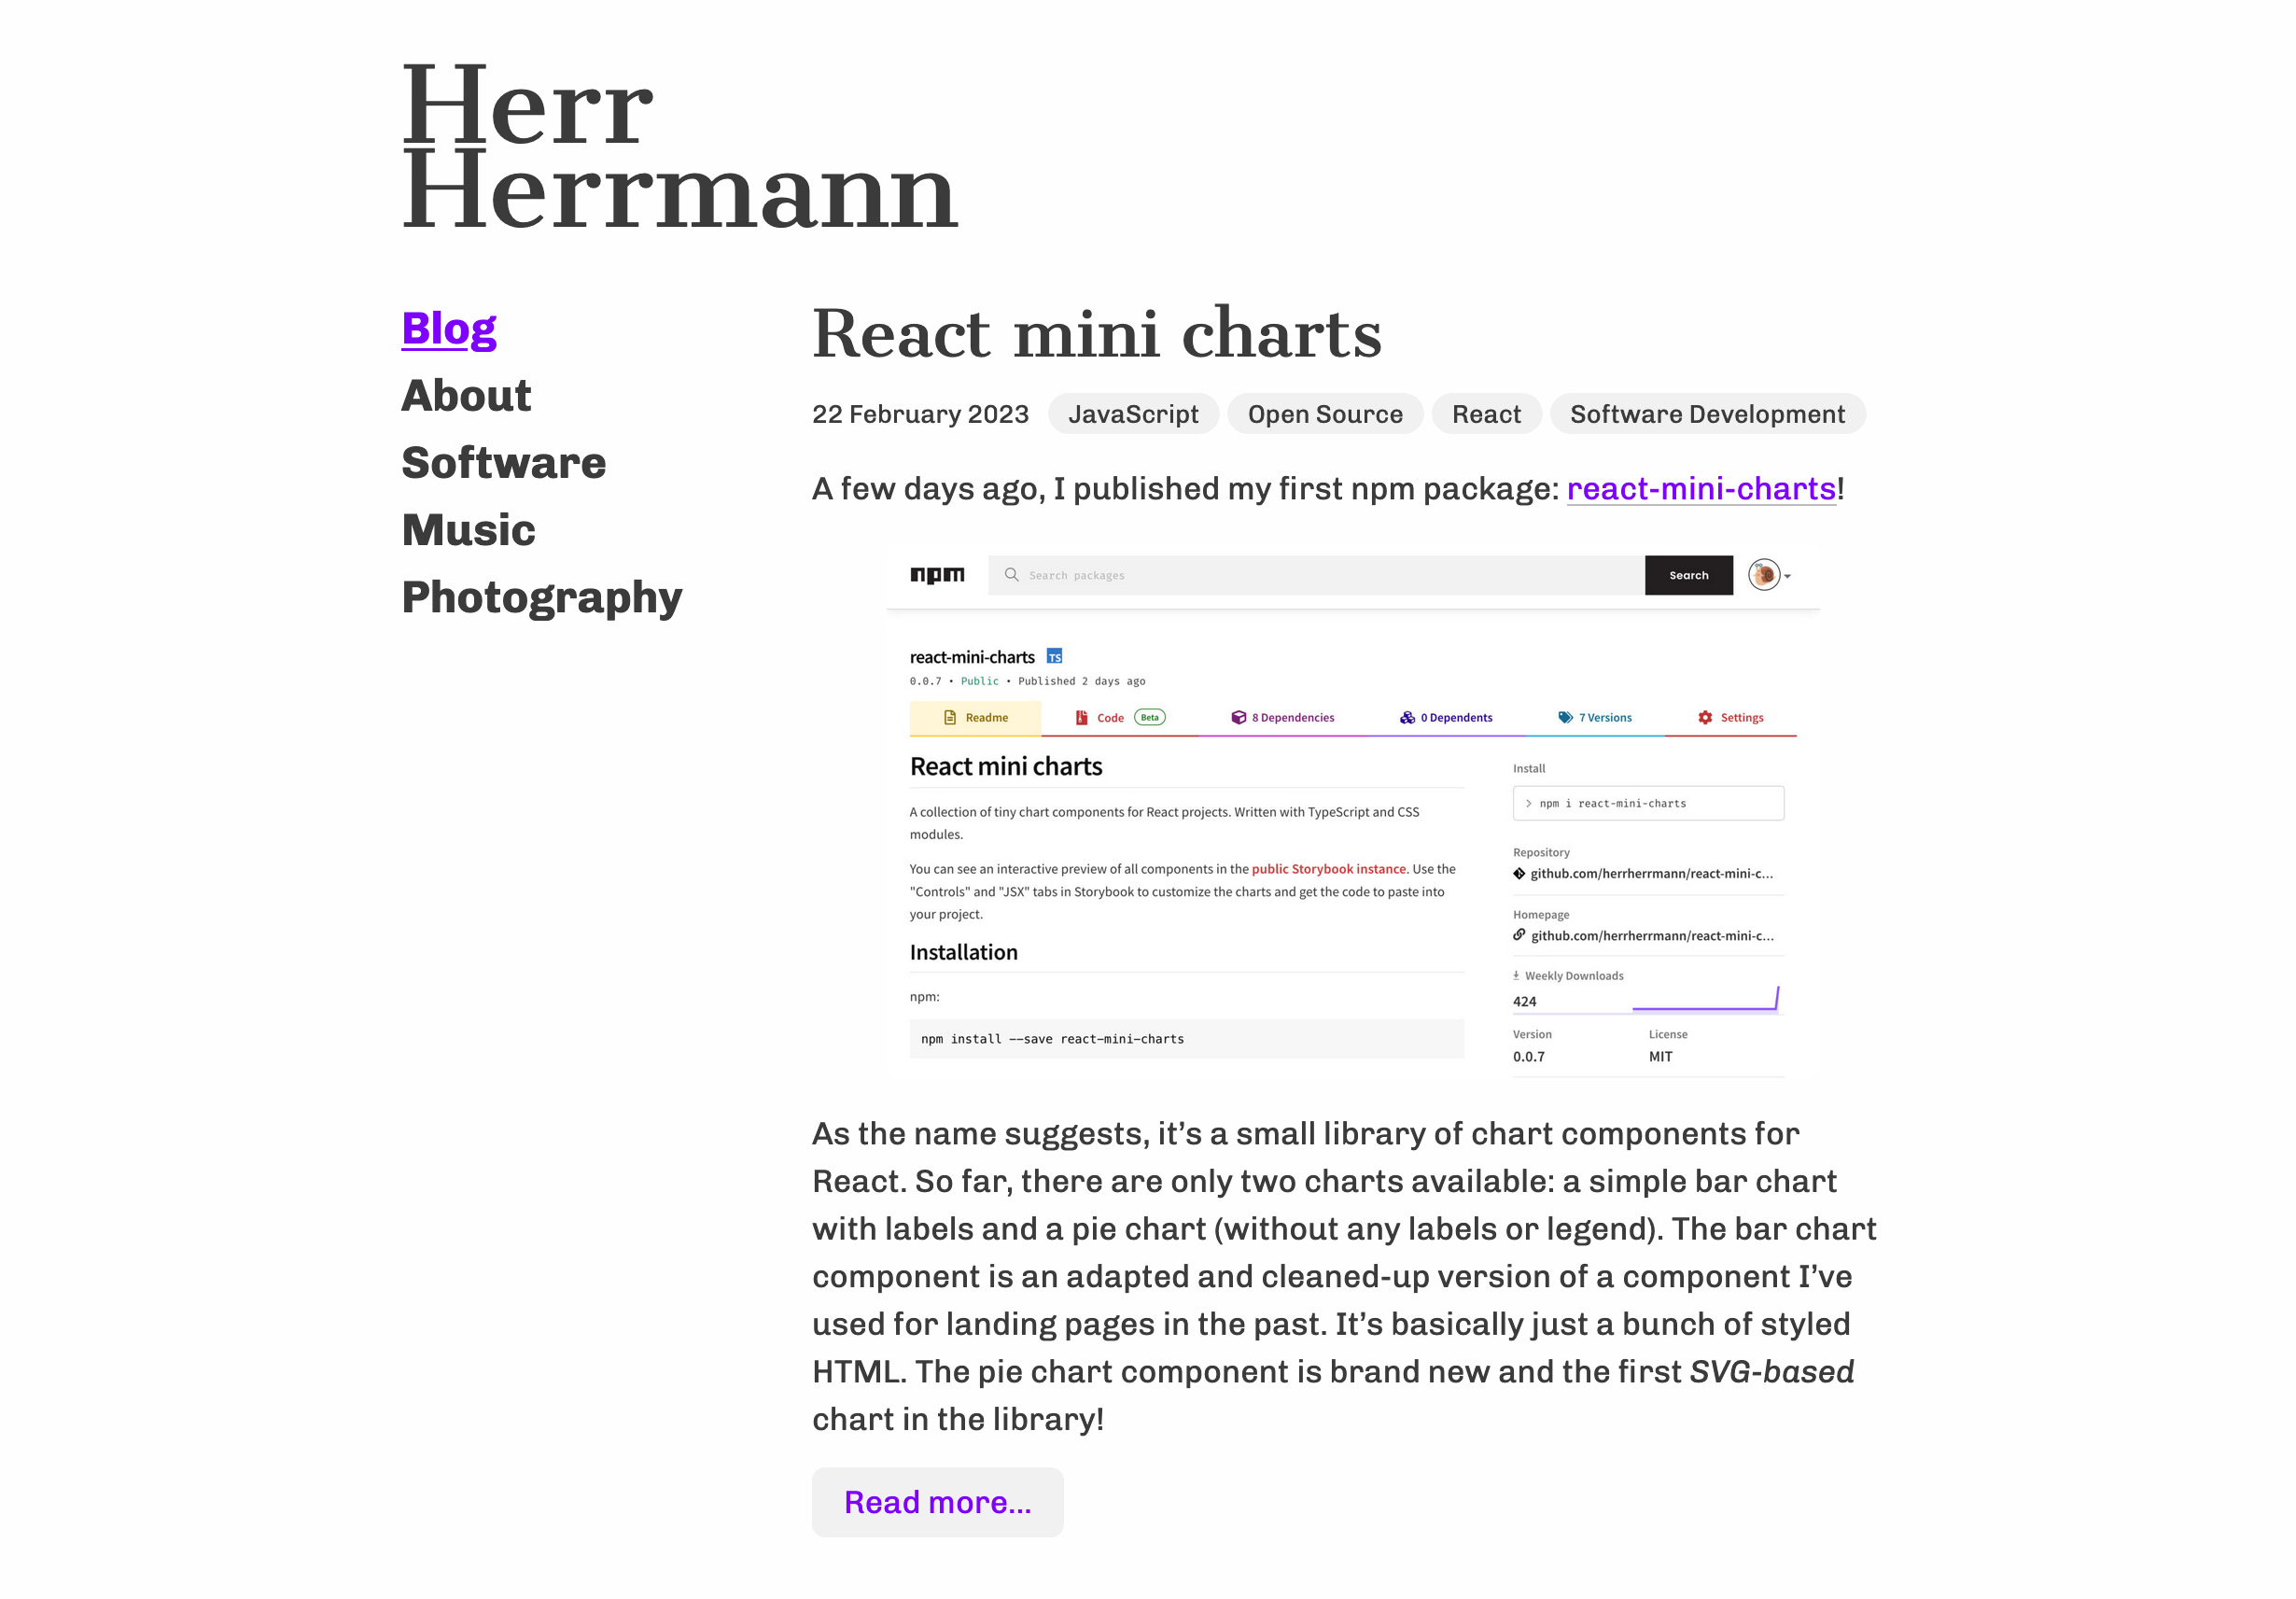 Herr
Herrmann
Blog
About
Software
Music
Photography
React mini charts
22 February 2023 JavaScript Open Source React Software Development
A few days ago, I published my first npm package: react-mini-charts!
npm Search packages Search
react-mini-charts TS
0.0.7 • Public • Published 2 days ago
Readme Code Beta 8 Dependencies 0 Dependents 7 Versions Settings
React mini charts
A collection of tiny chart components for React projects. Written with TypeScript and CSS
modules.
You can see an interactive preview of all components in the public Storybook instance. Use the
"Controls" and "JSX" tabs in Storybook to customize the charts and get the code to paste into
your project.
Installation
npm:
npm install --save react-mini-charts
Install
> npm i react-mini-charts
Repository
github.com/herrherrmann/react-mini-c...
Homepage
github.com/herrherrmann/react-mini-c...
Weekly Downloads
424
Version License
0.0.7 MIT
As the name suggests, it’s a small library of chart components for
React. So far, there are only two charts available: a simple bar chart
with labels and a pie chart (without any labels or legend). The bar chart
component is an adapted and cleaned-up version of a component I’ve
used for landing pages in the past. It’s basically just a bunch of styled
HTML. The pie chart component is brand new and the first SVG-based
chart in the library!
Read more…